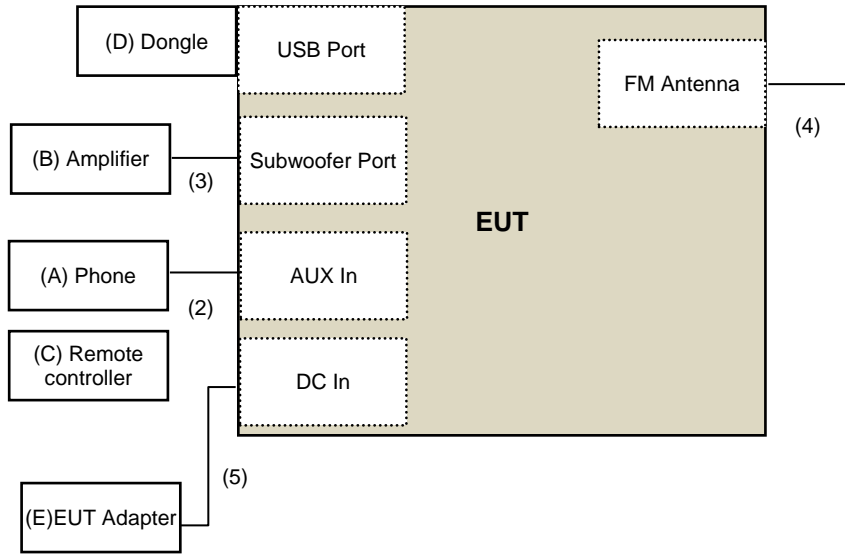 (D) Dongle
USB Port
FM Antenna
(4)
(B) Amplifier
(3)
Subwoofer Port
EUT
(A) Phone
(2)
AUX In
(C) Remote
controller
DC In
(5)
(E)EUT Adapter